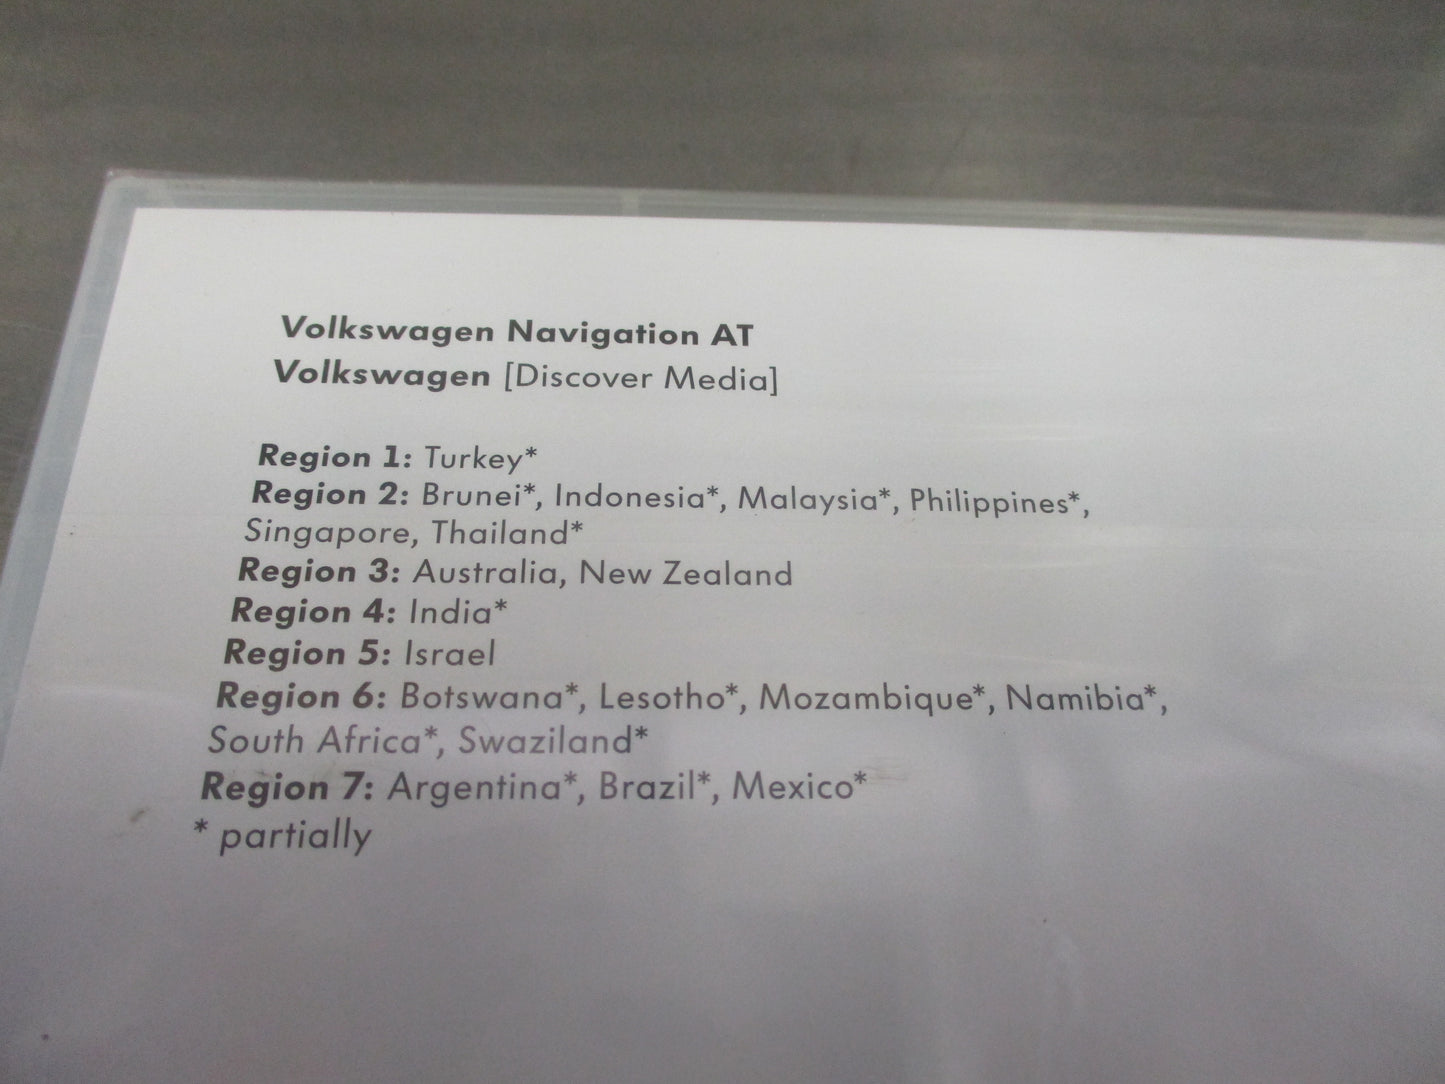 Volkswagen Navigation AT
Volkswagen [Discover Media]
Region 1: Turkey*
Region 2: Brunei*, Indonesia*, Malaysia*, Philippines*,
Singapore, Thailand*
Region 3: Australia, New Zealand
Region 4: India*
Region 5: Israel
Region 6: Botswana*, Lesotho*, Mozambique*, Namibia*,
South Africa*, Swaziland*
Region 7: Argentina*, Brazil*, Mexico*
* partially